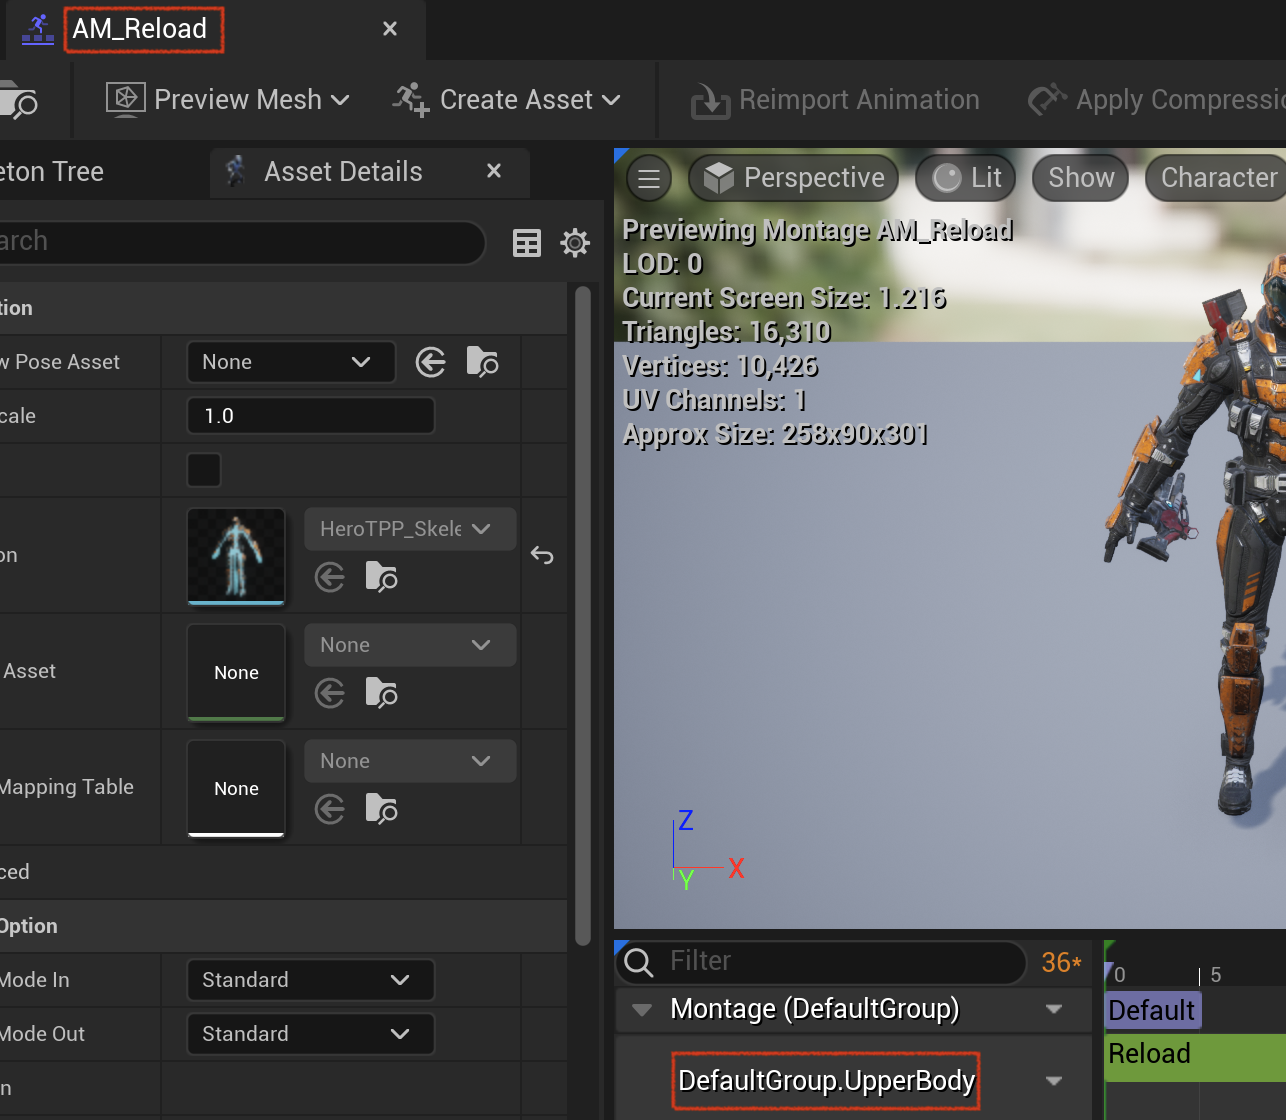 AM_Reload
Preview Mesh
Create Asset
Reimport Animation
Apply Compressio
eton Tree
Asset Details
arch
tion
w Pose Asset
None
cale
1.0
on
HeroTPP_Skele
Asset
None
None
Mapping Table
None
None
ced
Option
Mode In
Standard
Mode Out
Standard
n
Perspective
Lit
Show
Character
Previewing Montage AM_Reload
LOD: 0
Current Screen Size: 1.216
Triangles: 16,310
Vertices: 10,426
UV Channels: 1
Approx Size: 258x90x301
Z
X
Y
Filter
36*
0
5
Montage (DefaultGroup)
Default
Reload
DefaultGroup.UpperBody